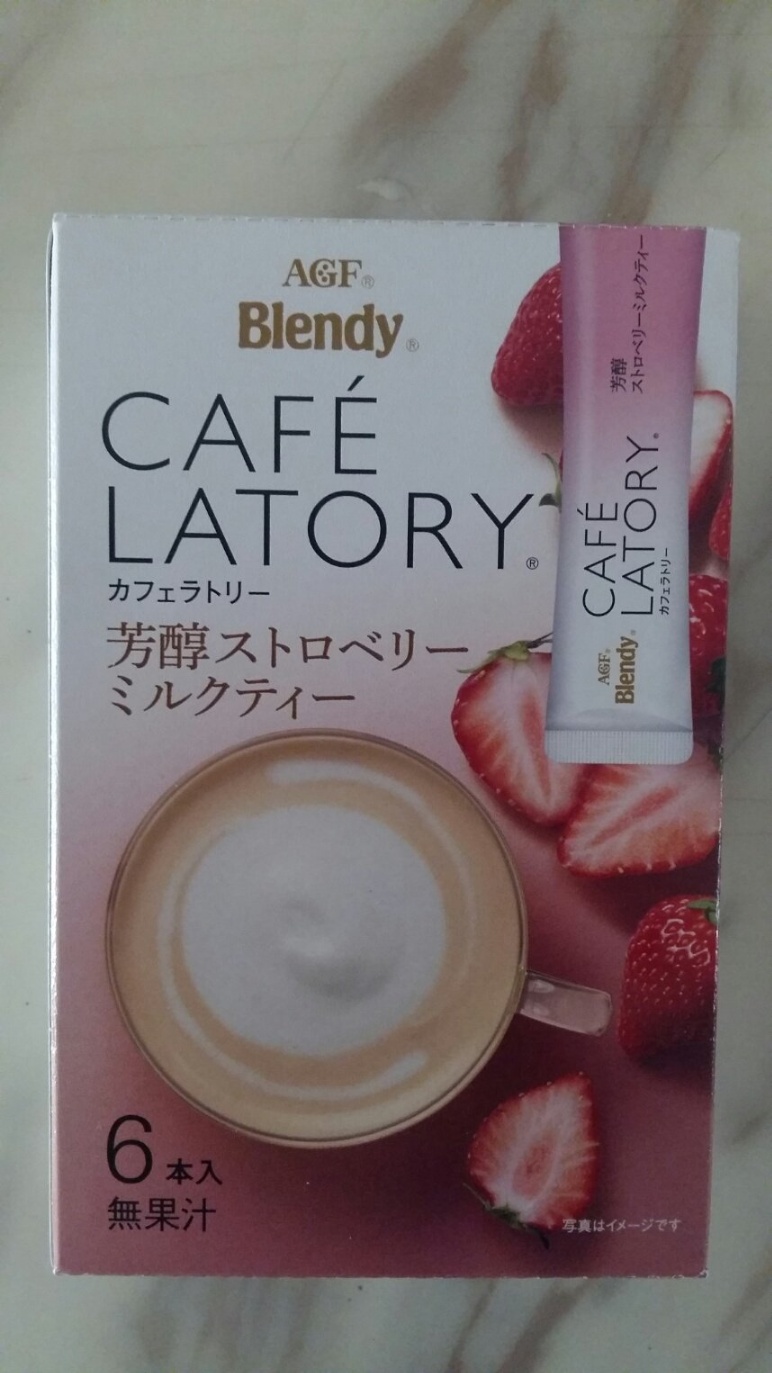 AGF®
Blendy®
CAFÉ
LATORY®
カフェラトリー
芳醇ストロベリー
ミルクティー
芳醇
ストロベリーミルクティー
CAFÉ
LATORY®
カフェラトリー
AGF®
Blendy®
6本入
無果汁
写真はイメージです